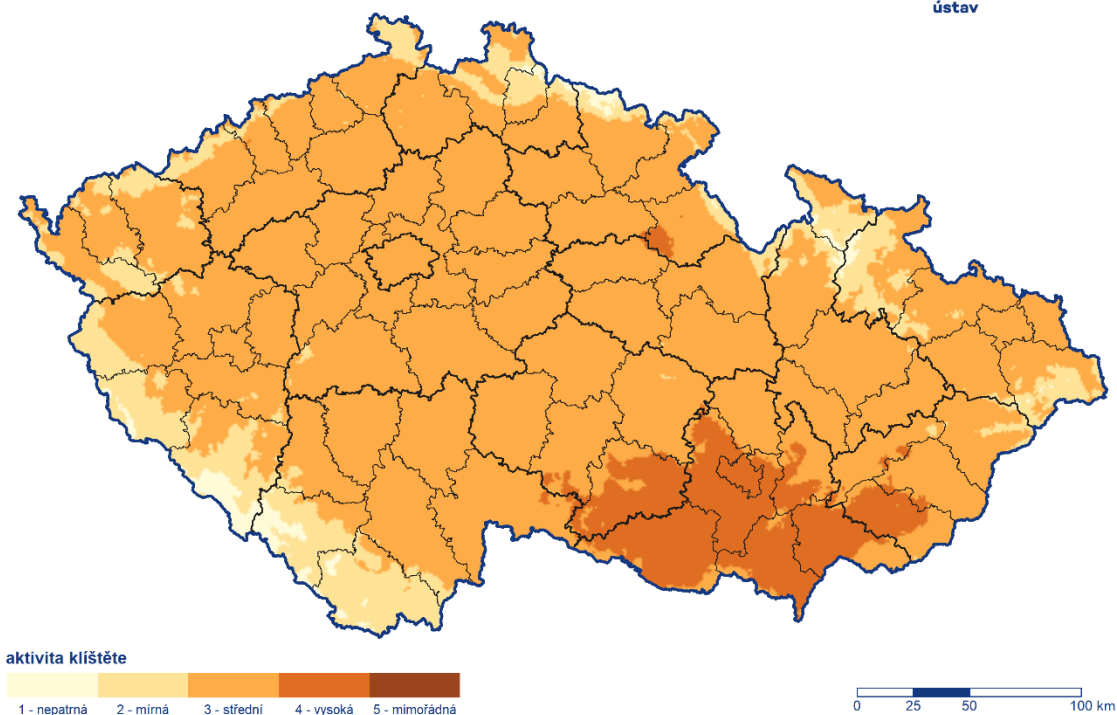 ústav
aktivita klíštěte
1 - nepatrná 2 - mírná 3 - střední 4 - vysoká 5 - mimořádná
0 25 50 100 km